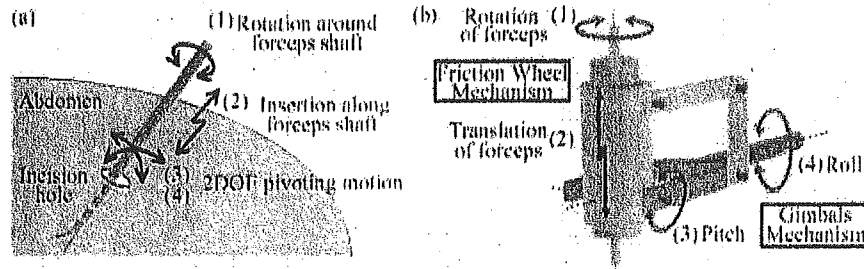 (a)
(1) Rotation around
forceps shaft
Abdomen
(2) Insertion along
forceps shaft
Incision
hole
(3)
(4)
2DOF pivoting motion
(b)
Rotation (1)
of forceps
Friction Wheel
Mechanism
Translation (2)
of forceps
(4) Roll
(3) Pitch
Gimbals
Mechanism